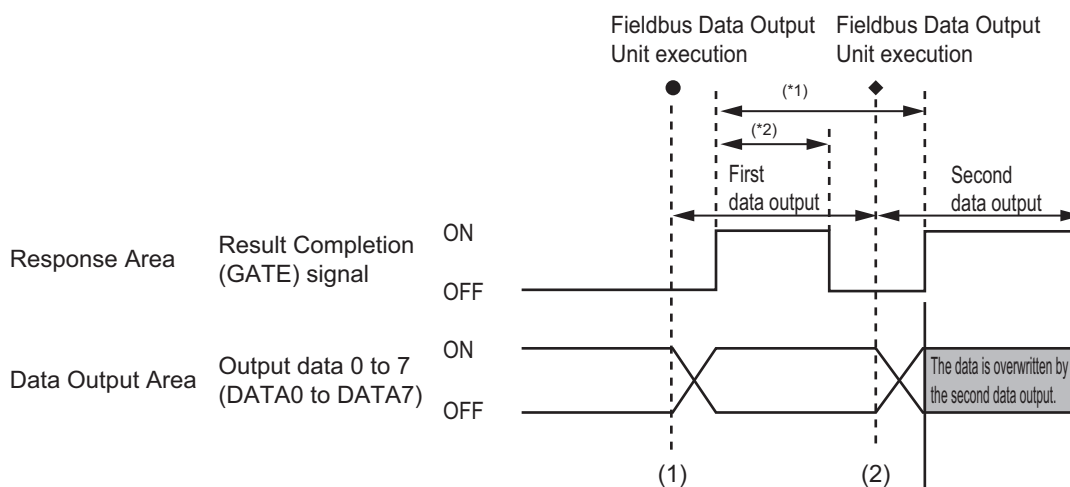 Fieldbus Data Output
Unit execution
Fieldbus Data Output
Unit execution
(*1)
(*2)
First
data output
Second
data output
Response Area
Result Completion
(GATE) signal
ON
OFF
Data Output Area
Output data 0 to 7
(DATA0 to DATA7)
ON
OFF
The data is overwritten by
the second data output.
(1)
(2)